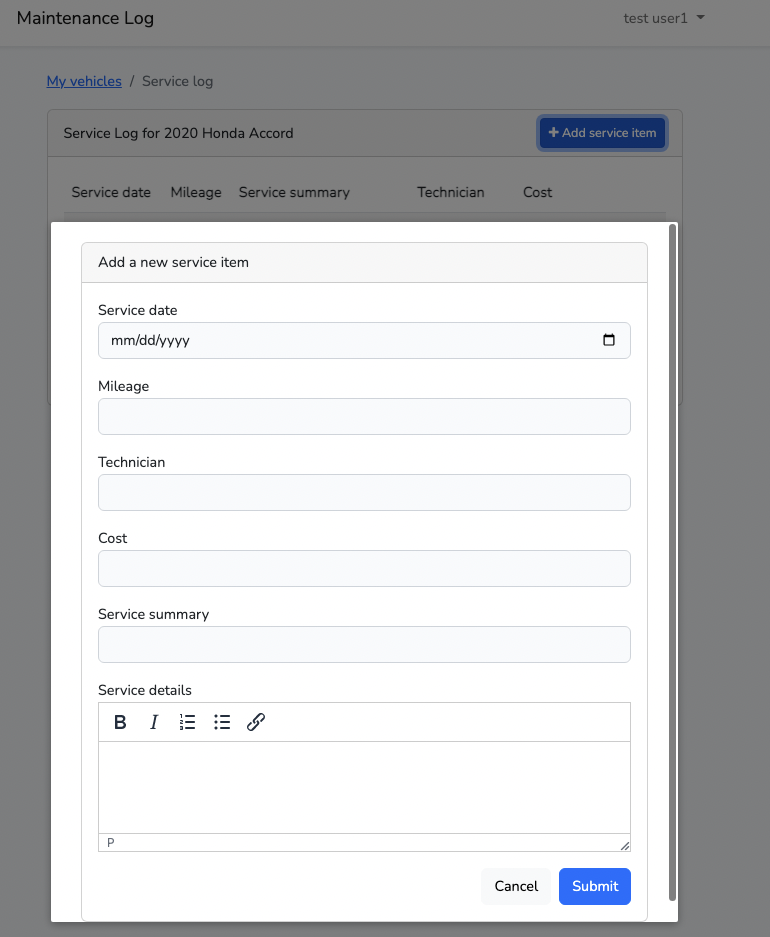 Maintenance Log test user1
My vehicles / Service log
Service Log for 2020 Honda Accord + Add service item
Service date Mileage Service summary Technician Cost
Add a new service item
Service date
mm/dd/yyyy
Mileage
Technician
Cost
Service summary
Service details
B I
P
Cancel Submit